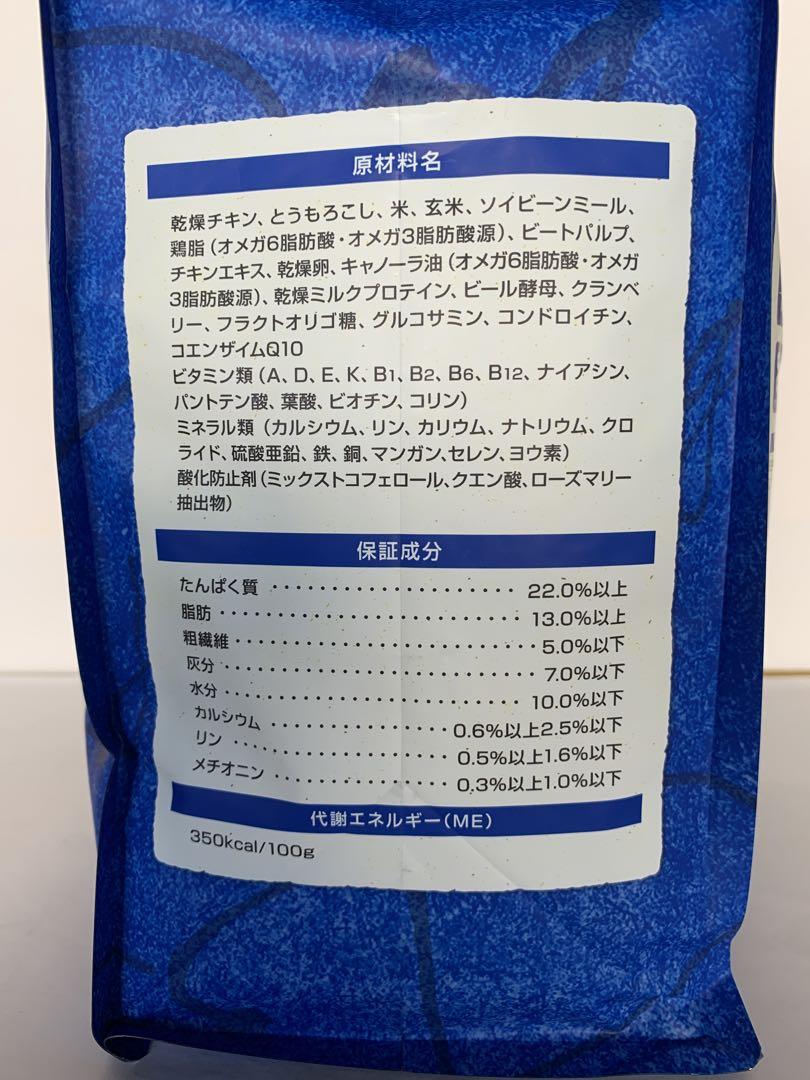 原材料名
乾燥チキン、とうもろこし、米、玄米、ソイビーンミール、
鶏脂(オメガ6脂肪酸・オメガ3脂肪酸源)、ビートパルプ、
チキンエキス、乾燥卵、キャノーラ油(オメガ6脂肪酸・オメガ
3脂肪酸源)、乾燥ミルクプロテイン、ビール酵母、クランベ
リー、フラクトオリゴ糖、グルコサミン、コンドロイチン、
コエンザイムQ10
ビタミン類(A、D、E、K、B1、B2、B6、B12、ナイアシン、
パントテン酸、葉酸、ビオチン、コリン)
ミネラル類(カルシウム、リン、カリウム、ナトリウム、クロ
ライド、硫酸亜鉛、鉄、銅、マンガン、セレン、ヨウ素)
酸化防止剤(ミックストコフェロール、クエン酸、ローズマリー
抽出物)
保証成分
たんぱく質 ・・・・・・・・・・・・・・・・・・・・ 22.0%以上
脂肪 ・・・・・・・・・・・・・・・・・・・・・・・ 13.0%以上
粗繊維 ・・・・・・・・・・・・・・・・・・・・・・・ 5.0%以下
灰分 ・・・・・・・・・・・・・・・・・・・・・・・・ 7.0%以下
水分 ・・・・・・・・・・・・・・・・・・・・・・・ 10.0%以下
カルシウム ・・・・・・・・・・・・・・ 0.6%以上2.5%以下
リン ・・・・・・・・・・・・・・・・・ 0.5%以上1.6%以下
メチオニン ・・・・・・・・・・・・・・ 0.3%以上1.0%以下
代謝エネルギー(ME)
350kcal/100g